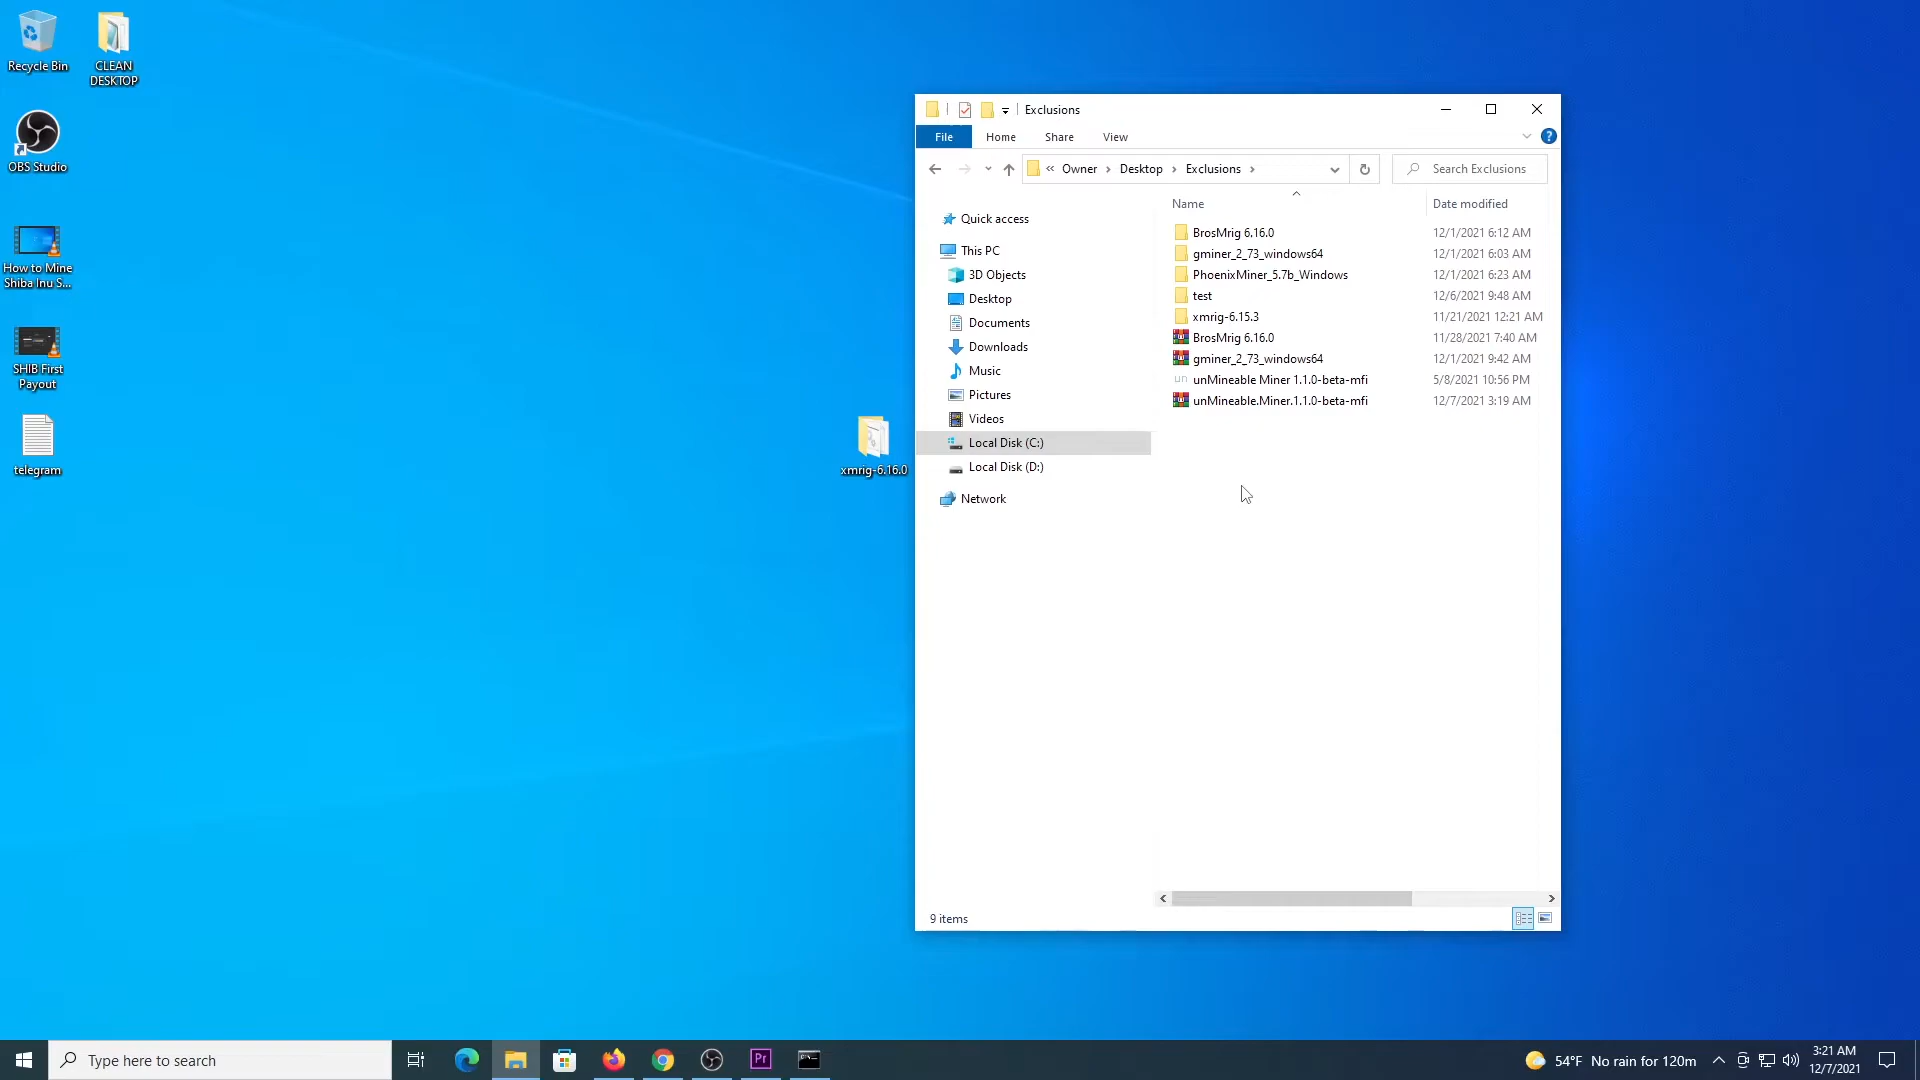 Recycle Bin
CLEAN
DESKTOP
OBS Studio
How to Mine
Shiba Inu S...
SHIB First
Payout
telegram
xmrig-6.16.0
Exclusions
File
Home
Share
View
Owner
Desktop
Exclusions
Search Exclusions
Quick access
This PC
3D Objects
Desktop
Documents
Downloads
Music
Pictures
Videos
Local Disk (C:)
Local Disk (D:)
Network
Name
Date modified
BrosMrig 6.16.0
12/1/2021 6:12 AM
gminer_2_73_windows64
12/1/2021 6:03 AM
PhoenixMiner_5.7b_Windows
12/1/2021 6:23 AM
test
12/6/2021 9:48 AM
xmrig-6.15.3
11/21/2021 12:21 AM
BrosMrig 6.16.0
11/28/2021 7:40 AM
gminer_2_73_windows64
12/1/2021 9:42 AM
un
unMineable Miner 1.1.0-beta-mfi
5/8/2021 10:56 PM
unMineable.Miner.1.1.0-beta-mfi
12/7/2021 3:19 AM
9 items
Type here to search
Pr
54°F No rain for 120m
3:21 AM
12/7/2021